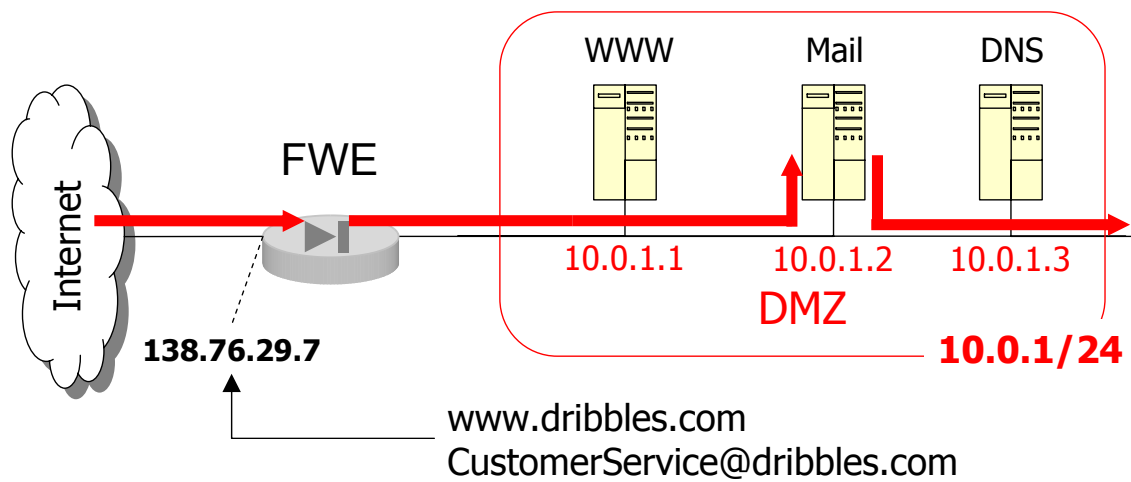 WWW
Mail
DNS
FWE
Internet
10.0.1.1
10.0.1.2
10.0.1.3
DMZ
138.76.29.7
10.0.1/24
www.dribbles.com
CustomerService@dribbles.com